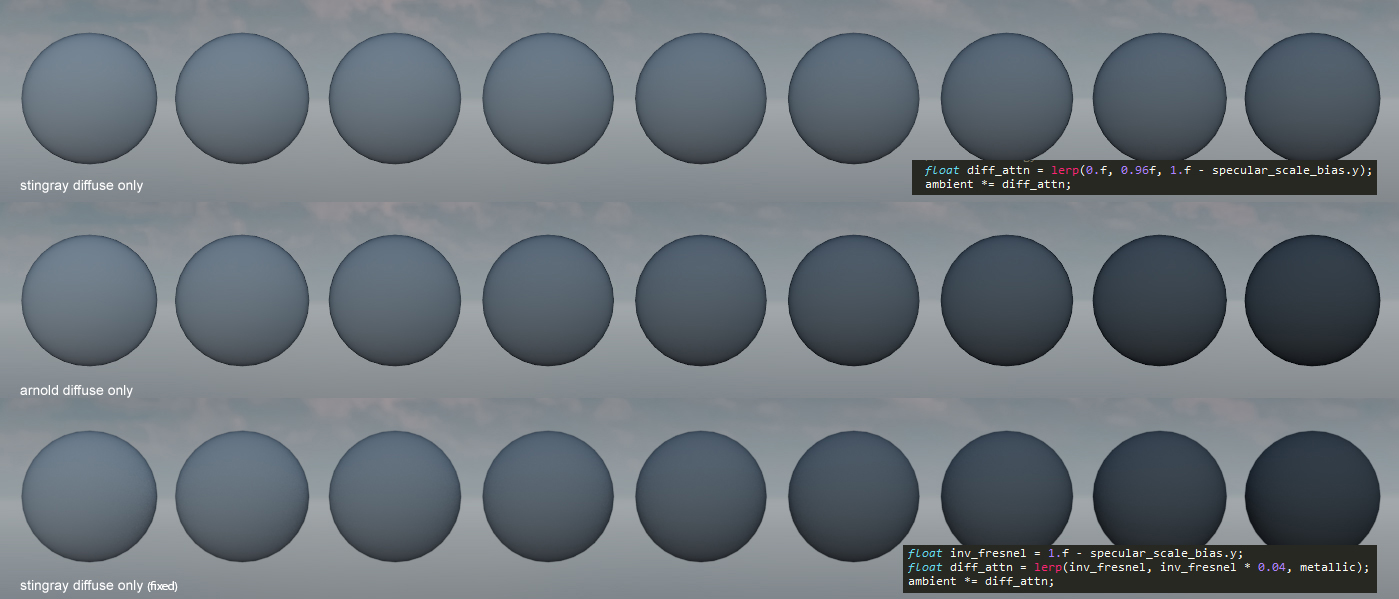 float diff_attn = lerp(0.f, 0.96f, 1.f - specular_scale_bias.y);
ambient *= diff_attn;
stingray diffuse only
arnold diffuse only
float inv_fresnel = 1.f - specular_scale_bias.y;
float diff_attn = lerp(inv_fresnel, inv_fresnel * 0.04, metallic);
ambient *= diff_attn;
stingray diffuse only (fixed)